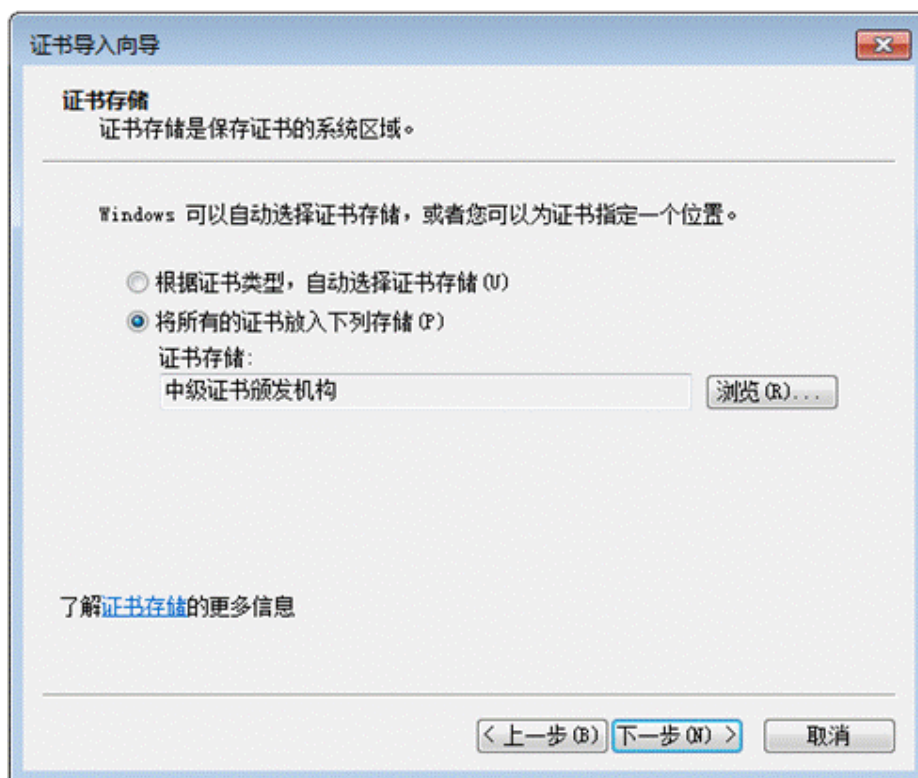 证书导入向导
证书存储
证书存储是保存证书的系统区域。
Windows 可以自动选择证书存储，或者您可以为证书指定一个位置。
根据证书类型，自动选择证书存储(U)
将所有的证书放入下列存储(P)
证书存储:
中级证书颁发机构 浏览(R)...
了解证书存储的更多信息
< 上一步(B) 下一步(N) > 取消